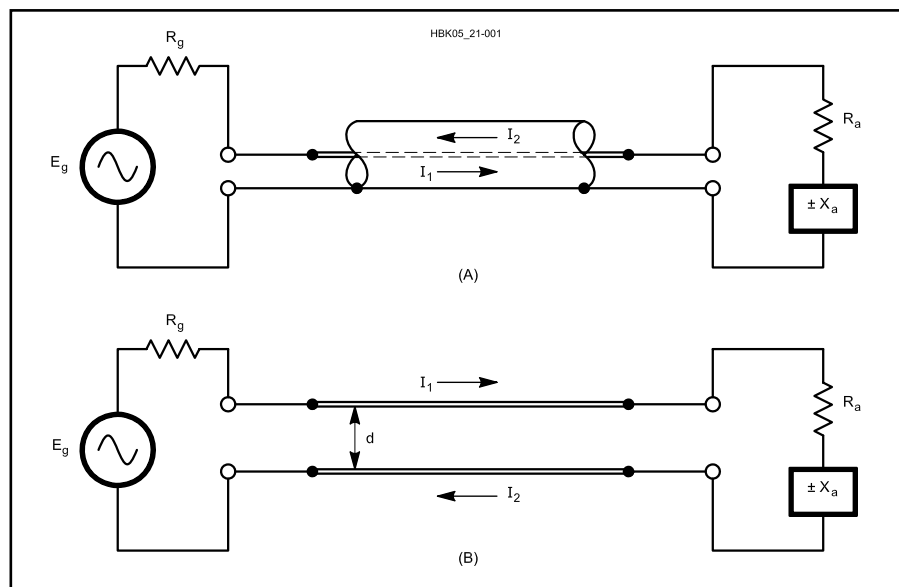 HBK05_21-001
Rg
Eg
I2
I1
Ra
± Xa
(A)
Rg
Eg
I1
d
I2
Ra
± Xa
(B)